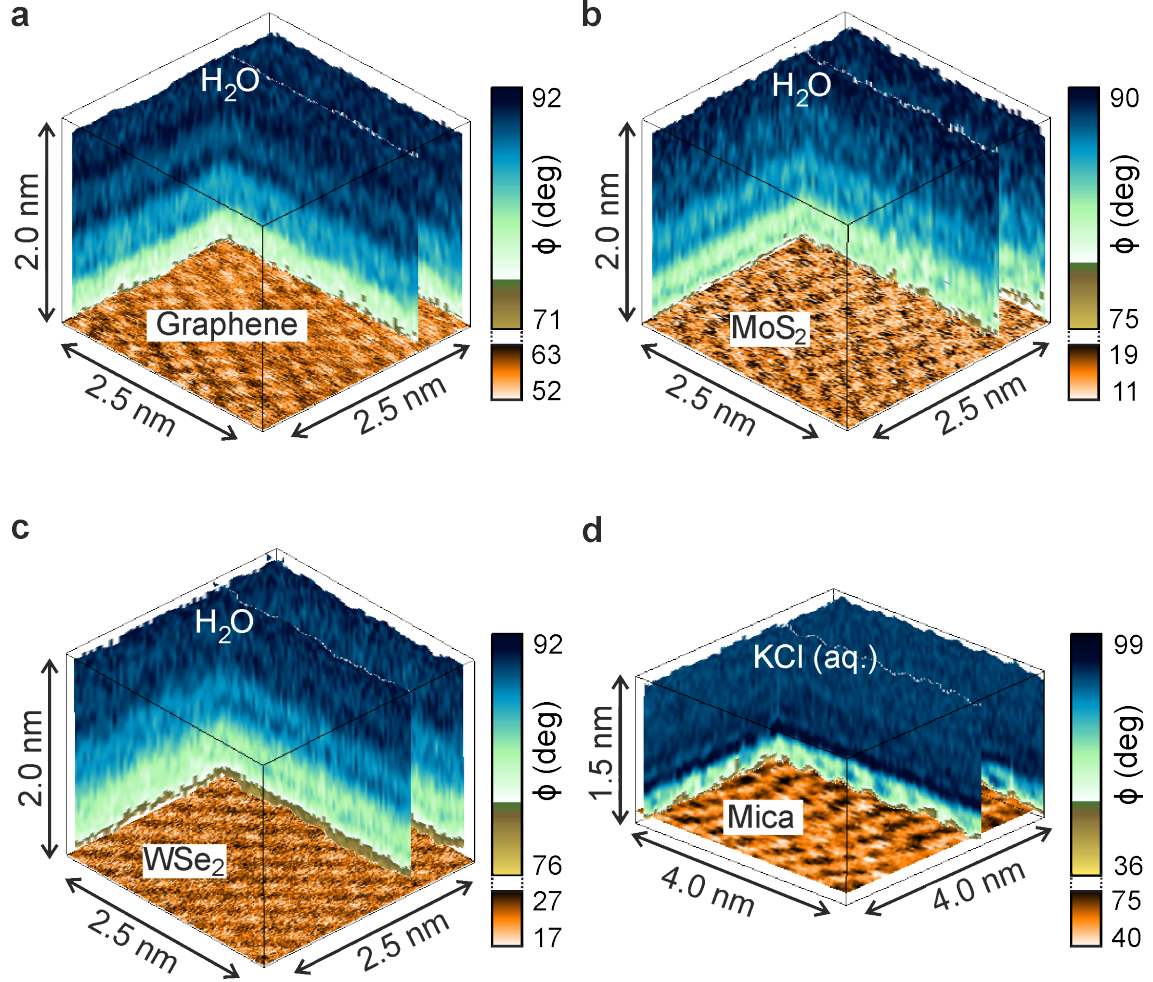 a
H₂O
Graphene
2.0 nm
2.5 nm
2.5 nm
92
ϕ (deg)
71
63
52
b
H₂O
MoS₂
2.0 nm
2.5 nm
2.5 nm
90
ϕ (deg)
75
19
11
c
H₂O
WSe₂
2.0 nm
2.5 nm
2.5 nm
92
ϕ (deg)
76
27
17
d
KCl (aq.)
Mica
1.5 nm
4.0 nm
4.0 nm
99
ϕ (deg)
36
75
40